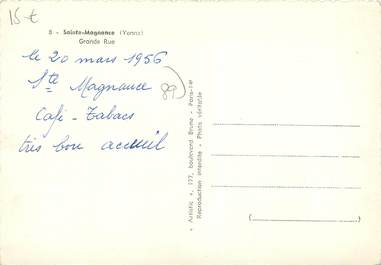 15 €
8 - Sainte-Magnance (Yonne)
Grande Rue
le 20 mars 1956
Ste Magnance
89)
Café - Tabacs
très bon accueil
« Artistic », 177, boulevard Brune - Paris-14e
Reproduction interdite - Photo véritable
(........................)